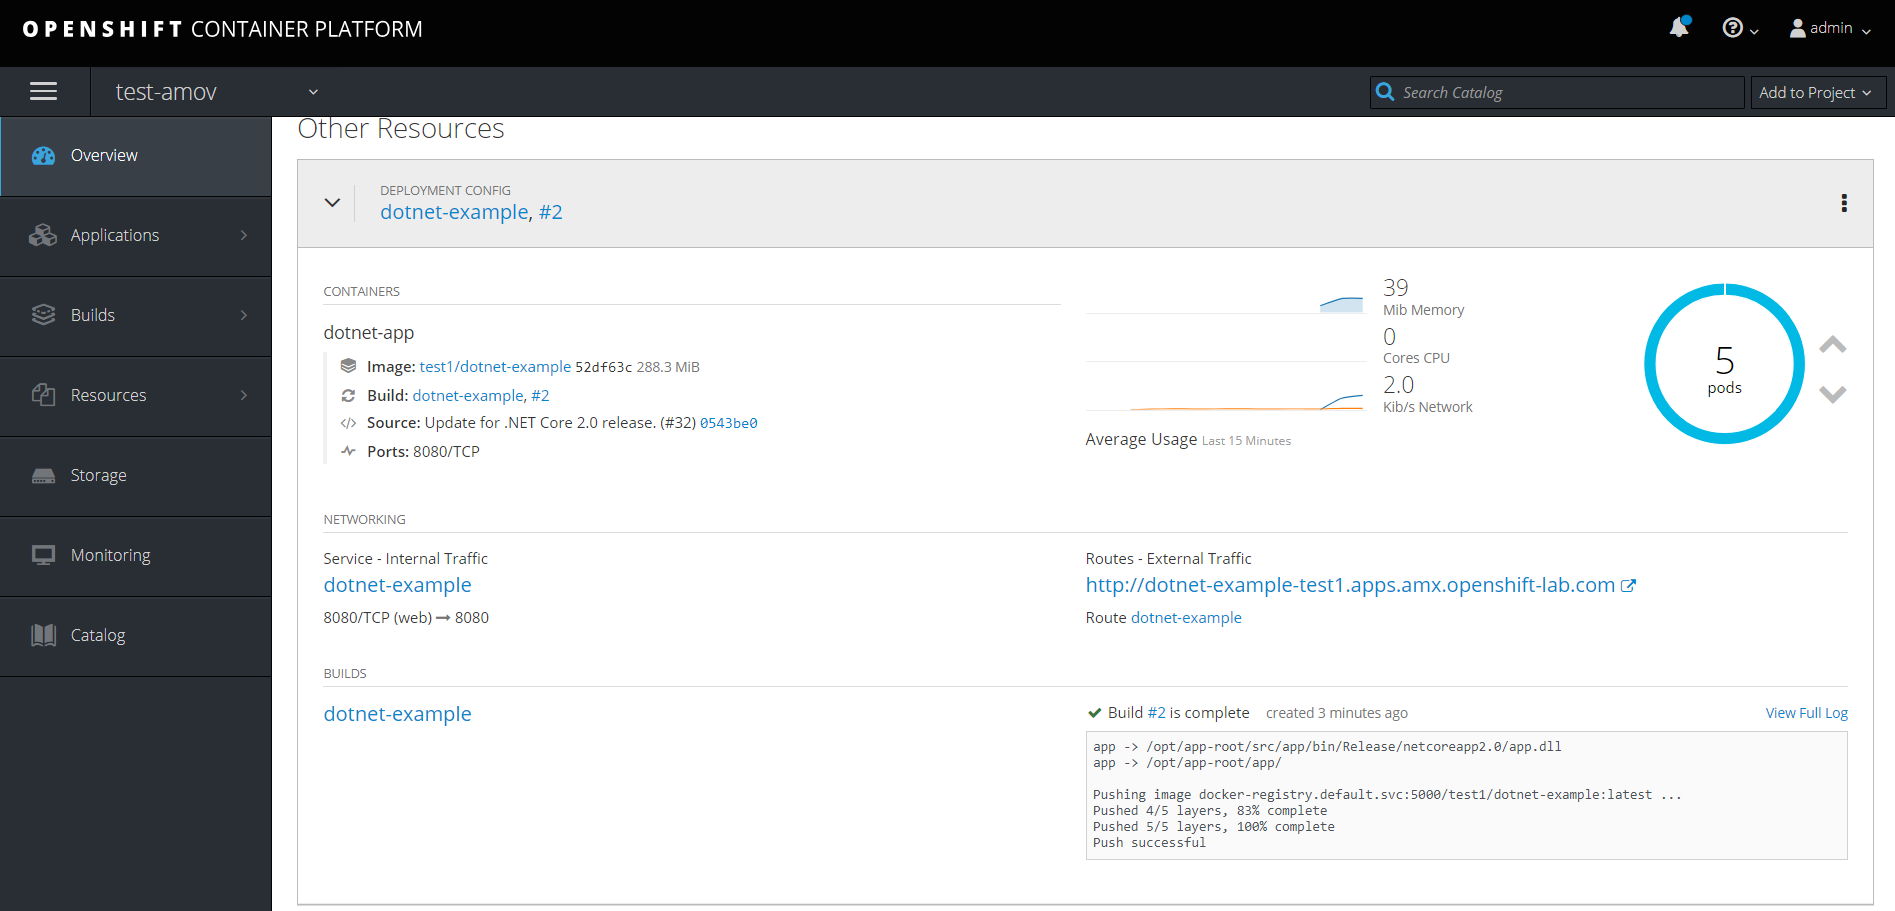 OPENSHIFT CONTAINER PLATFORM
admin
test-amov
Search Catalog
Add to Project
Overview
Applications
Builds
Resources
Storage
Monitoring
Catalog
Other Resources
DEPLOYMENT CONFIG
dotnet-example, #2
CONTAINERS
dotnet-app
Image: test1/dotnet-example 52df63c 288.3 MiB
Build: dotnet-example, #2
Source: Update for .NET Core 2.0 release. (#32) 0543be0
Ports: 8080/TCP
39
Mib Memory
0
Cores CPU
2.0
Kib/s Network
Average Usage Last 15 Minutes
5
pods
NETWORKING
Service - Internal Traffic
dotnet-example
8080/TCP (web) → 8080
Routes - External Traffic
http://dotnet-example-test1.apps.amx.openshift-lab.com
Route dotnet-example
BUILDS
dotnet-example
Build #2 is complete created 3 minutes ago
View Full Log
app -> /opt/app-root/src/app/bin/Release/netcoreapp2.0/app.dll
app -> /opt/app-root/app/
Pushing image docker-registry.default.svc:5000/test1/dotnet-example:latest ...
Pushed 4/5 layers, 83% complete
Pushed 5/5 layers, 100% complete
Push successful